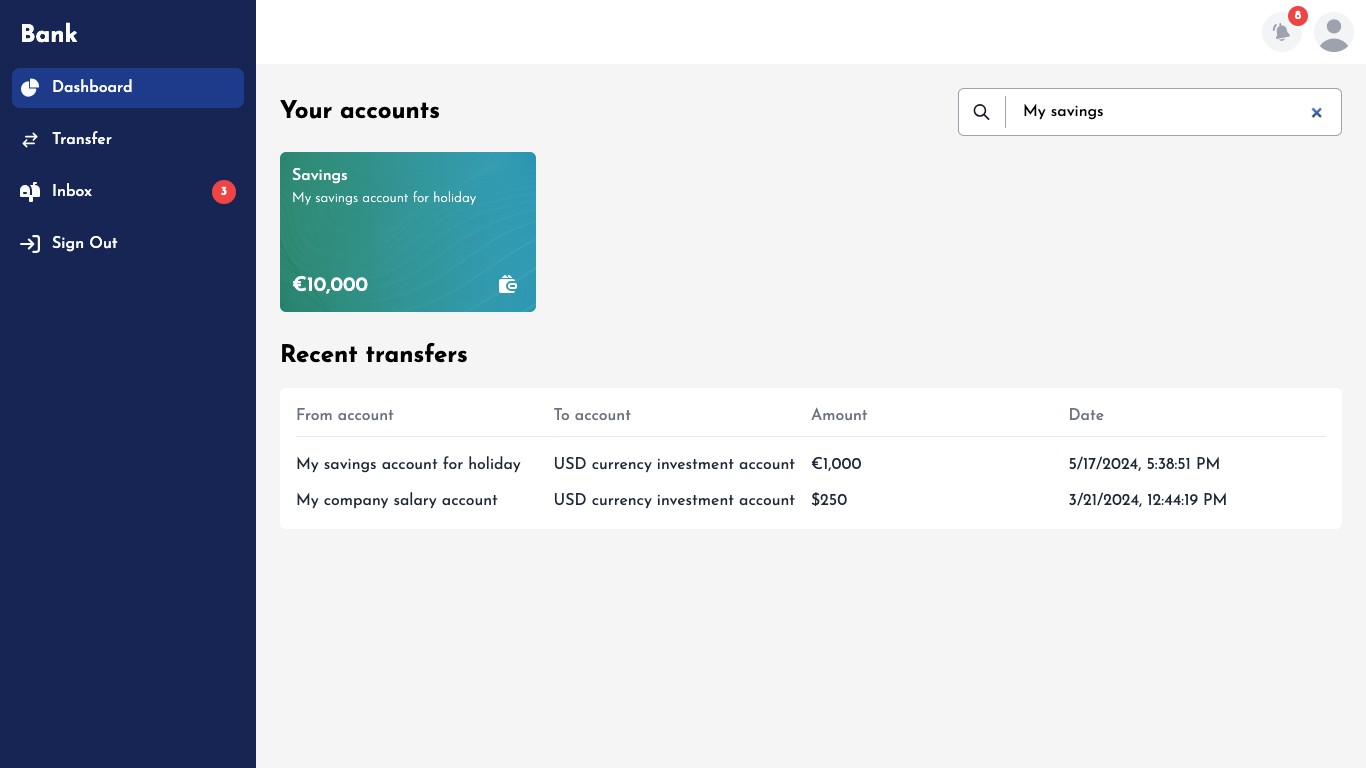 Bank
8
Dashboard
Transfer
Inbox
3
Sign Out
Your accounts
My savings
Savings
My savings account for holiday
€10,000
Recent transfers
From account To account Amount Date
My savings account for holiday USD currency investment account €1,000 5/17/2024, 5:38:51 PM
My company salary account USD currency investment account $250 3/21/2024, 12:44:19 PM